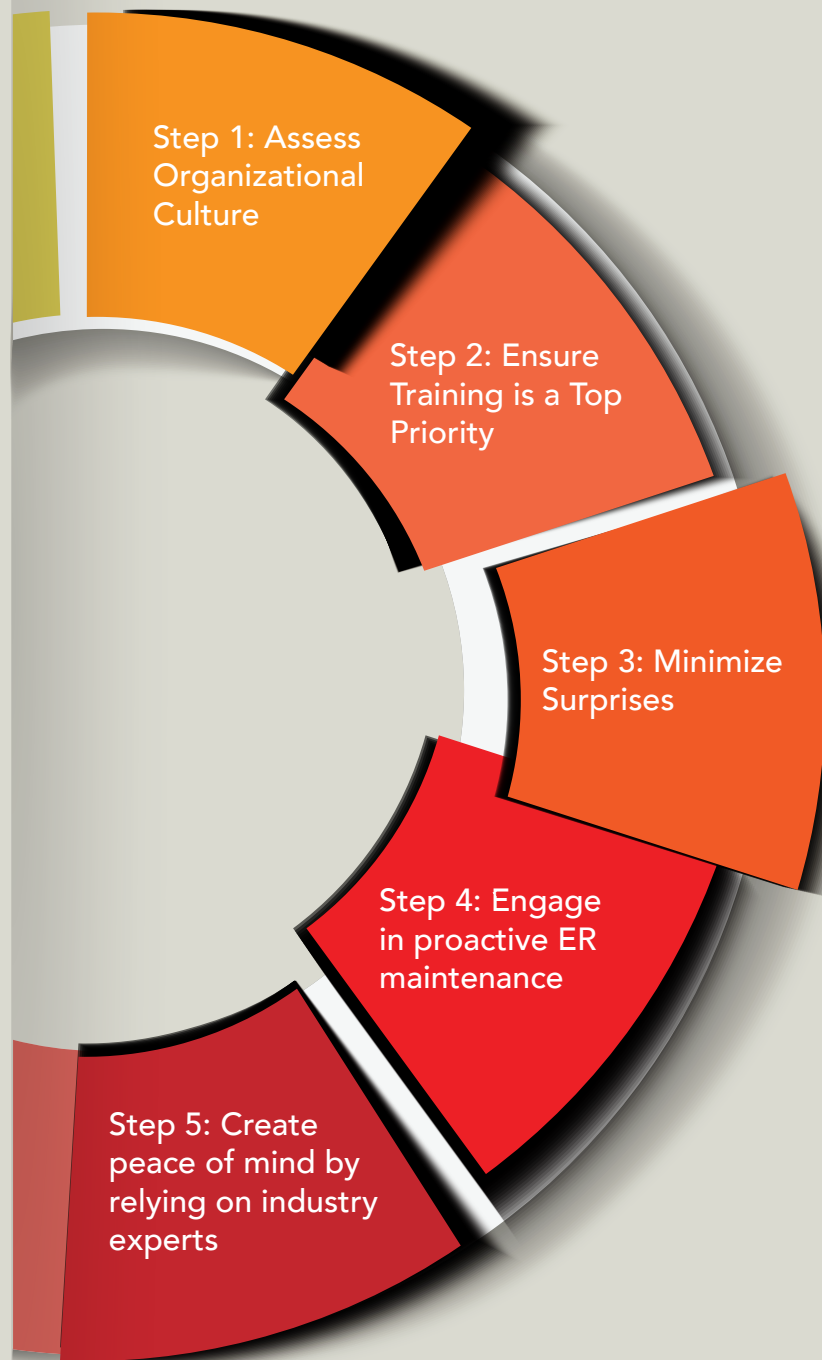 Step 1: Assess
Organizational
Culture
Step 2: Ensure
Training is a Top
Priority
Step 3: Minimize
Surprises
Step 4: Engage
in proactive ER
maintenance
Step 5: Create
peace of mind by
relying on industry
experts